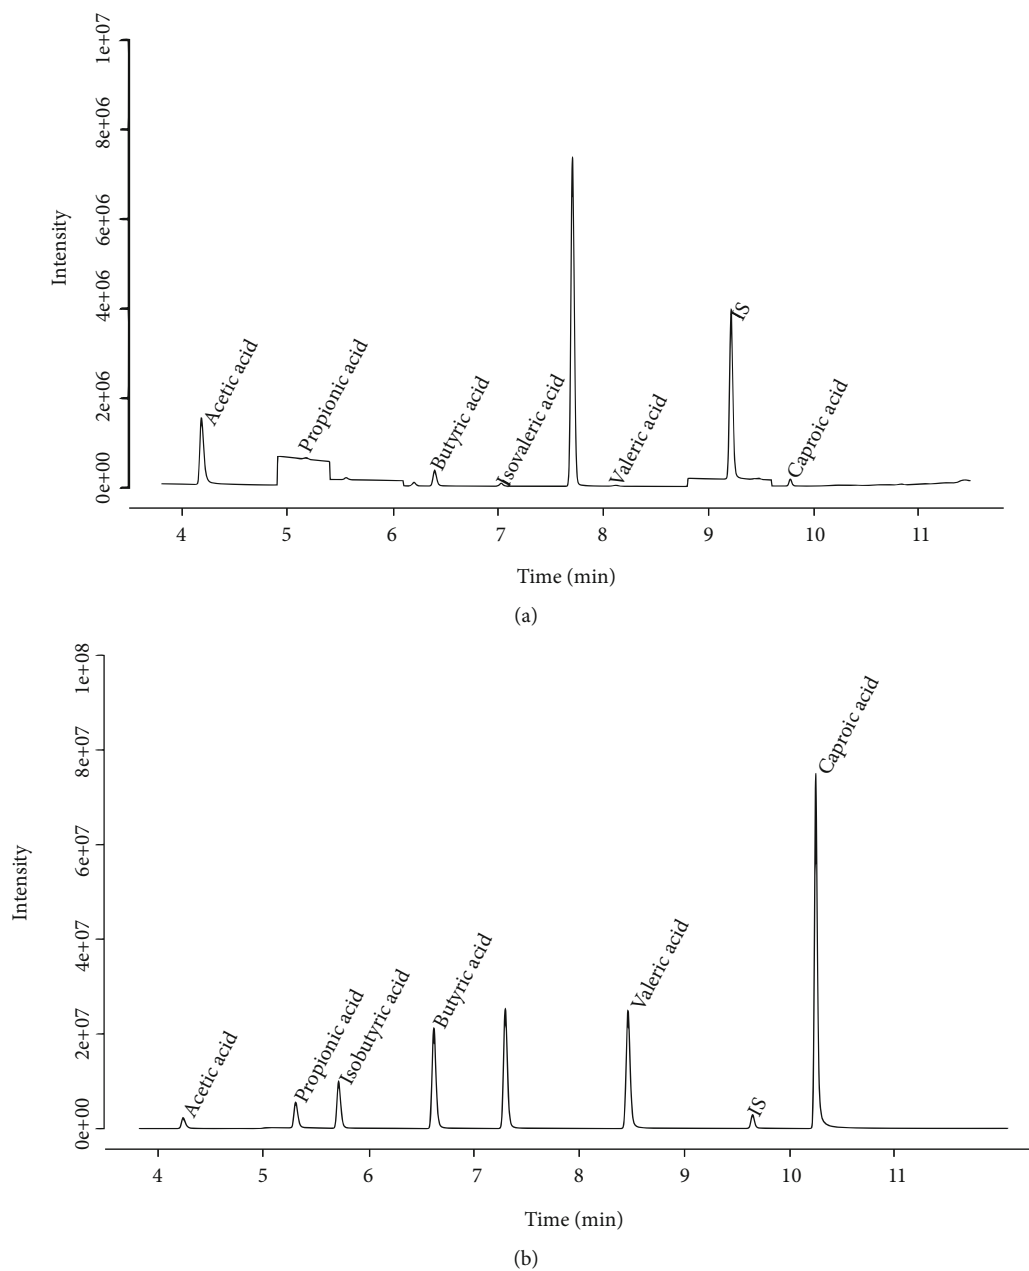 1e+07
8e+06
6e+06
4e+06
2e+06
0e+00
Intensity
Acetic acid
Propionic acid
Butyric acid
Isovaleric acid
Valeric acid
IS
Caproic acid
4 5 6 7 8 9 10 11
Time (min)
(a)
1e+08
8e+07
6e+07
4e+07
2e+07
0e+00
Intensity
Acetic acid
Propionic acid
Isobutyric acid
Butyric acid
Valeric acid
IS
Caproic acid
4 5 6 7 8 9 10 11
Time (min)
(b)